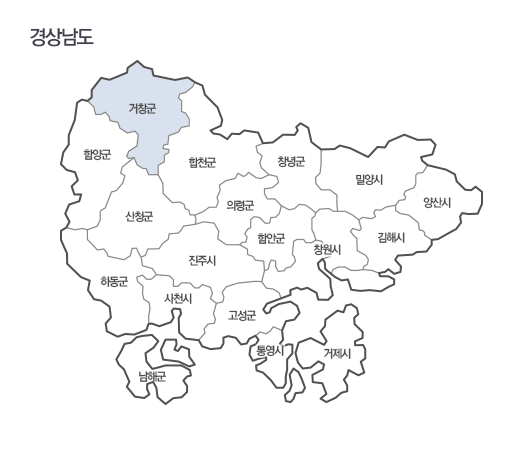 경상남도
거창군
함양군
합천군
창녕군
밀양시
양산시
의령군
산청군
함안군
김해시
창원시
진주시
하동군
사천시
고성군
통영시
거제시
남해군